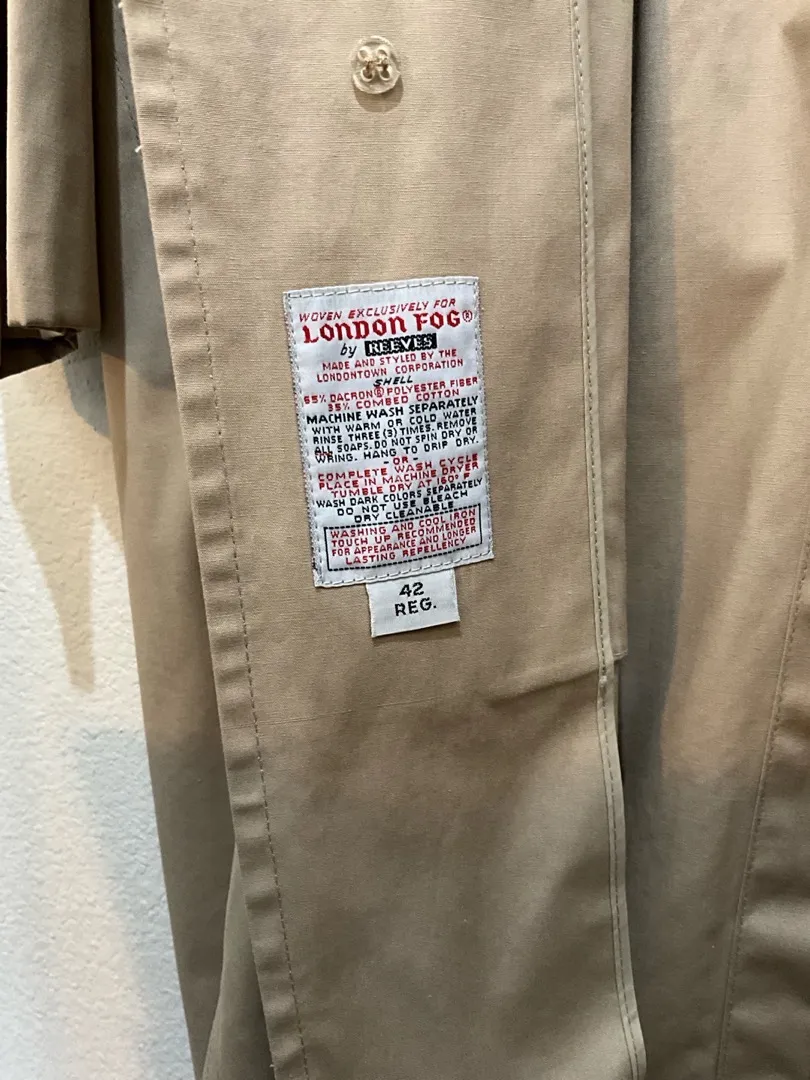 WOVEN EXCLUSIVELY FOR
LONDON FOG®
by REEVES
MADE AND STYLED BY THE
LONDONTOWN CORPORATION
SHELL
65% DACRON® POLYESTER FIBER
35% COMBED COTTON
MACHINE WASH SEPARATELY
WITH WARM OR COLD WATER
RINSE THREE (3) TIMES. REMOVE
ALL SOAPS. DO NOT SPIN DRY OR
WRING. HANG TO DRIP DRY.
- OR -
COMPLETE WASH CYCLE
PLACE IN MACHINE DRYER
TUMBLE DRY AT 160° F
WASH DARK COLORS SEPARATELY
DO NOT USE BLEACH
DRY CLEANABLE
WASHING AND COOL IRON
TOUCH UP RECOMMENDED
FOR APPEARANCE AND LONGER
LASTING REPELLENCY
42
REG.